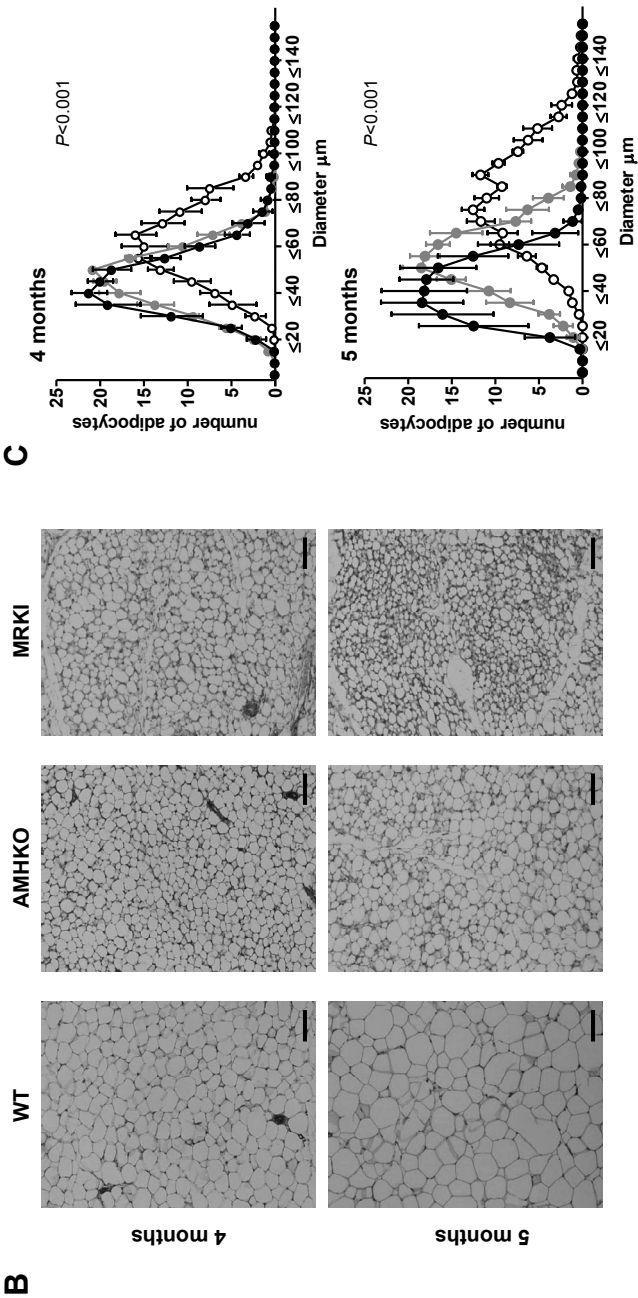 B
WT
AMHKO
MRKI
4 months
5 months
C
4 months
P<0.001
number of adipocytes
25
20
15
10
5
0
≤20 ≤40 ≤60 ≤80 ≤100 ≤120 ≤140
Diameter µm
5 months
P<0.001
number of adipocytes
25
20
15
10
5
0
≤20 ≤40 ≤60 ≤80 ≤100 ≤120 ≤140
Diameter µm